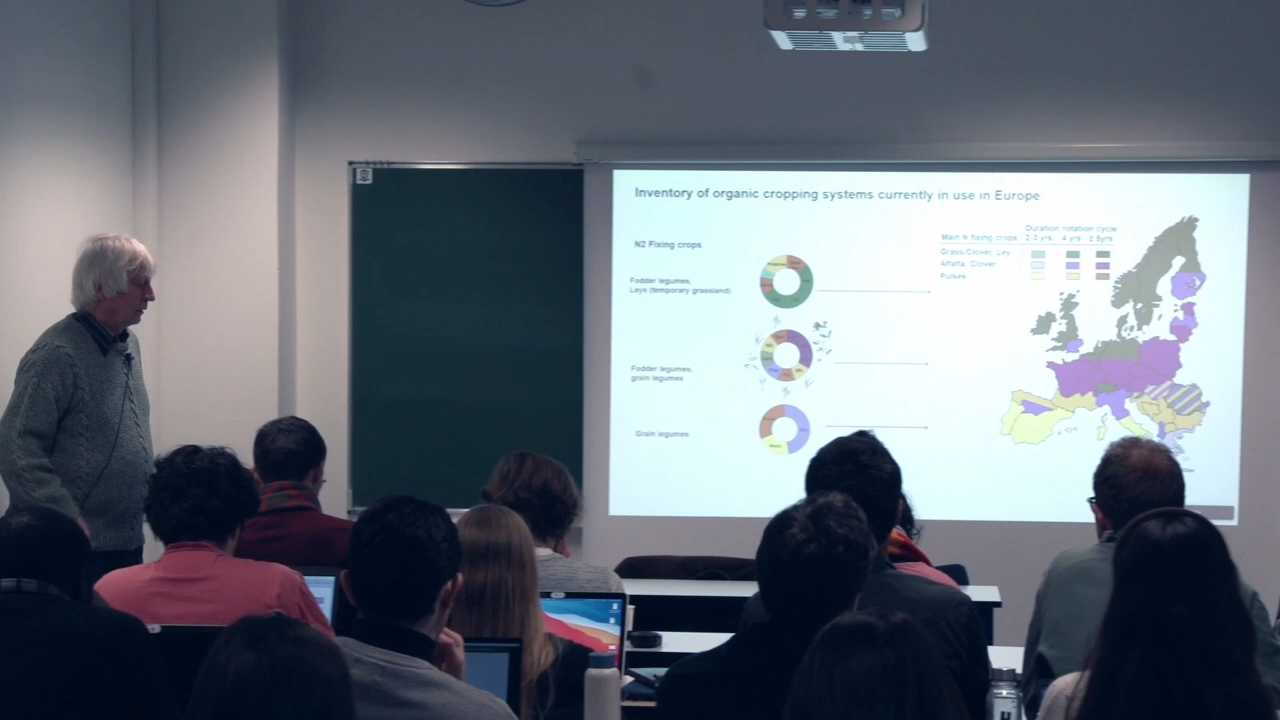 Inventory of organic cropping systems currently in use in Europe
N2 Fixing crops
Duration rotation cycle
Main N fixing crops 2-3 yrs 4 yrs ≥ 5yrs
Grass/Clover, Ley
Alfalfa, Clover
Pulses
Fodder legumes,
Leys (temporary grassland)
Fodder legumes,
grain legumes
Grain legumes